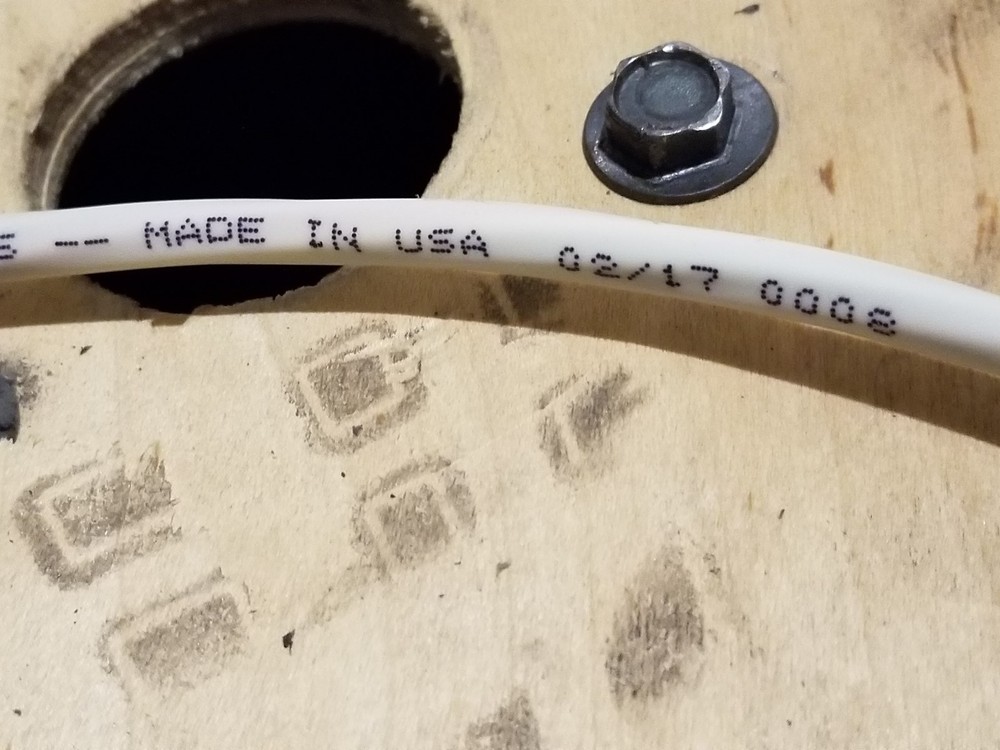 S -- MADE IN USA 02/17 0008